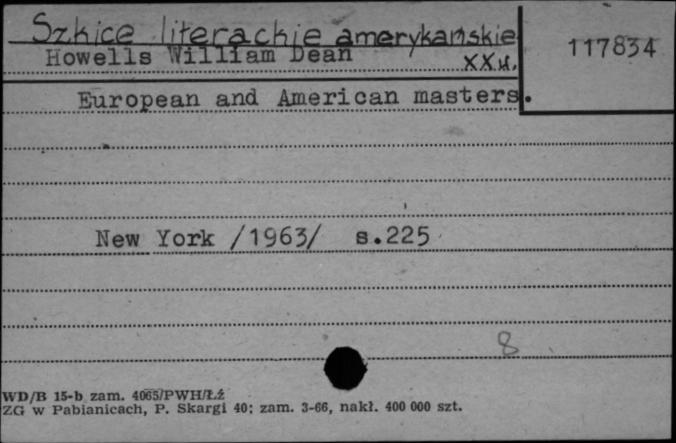 Szkice literackie amerykańskie
117834
Howells William Dean XX w.
European and American masters.
New York /1963/ s.225
8
WD/B 15-b zam. 4065/PWH/Łź
ZG w Pabianicach, P. Skargi 40; zam. 3-66, nakł. 400 000 szt.